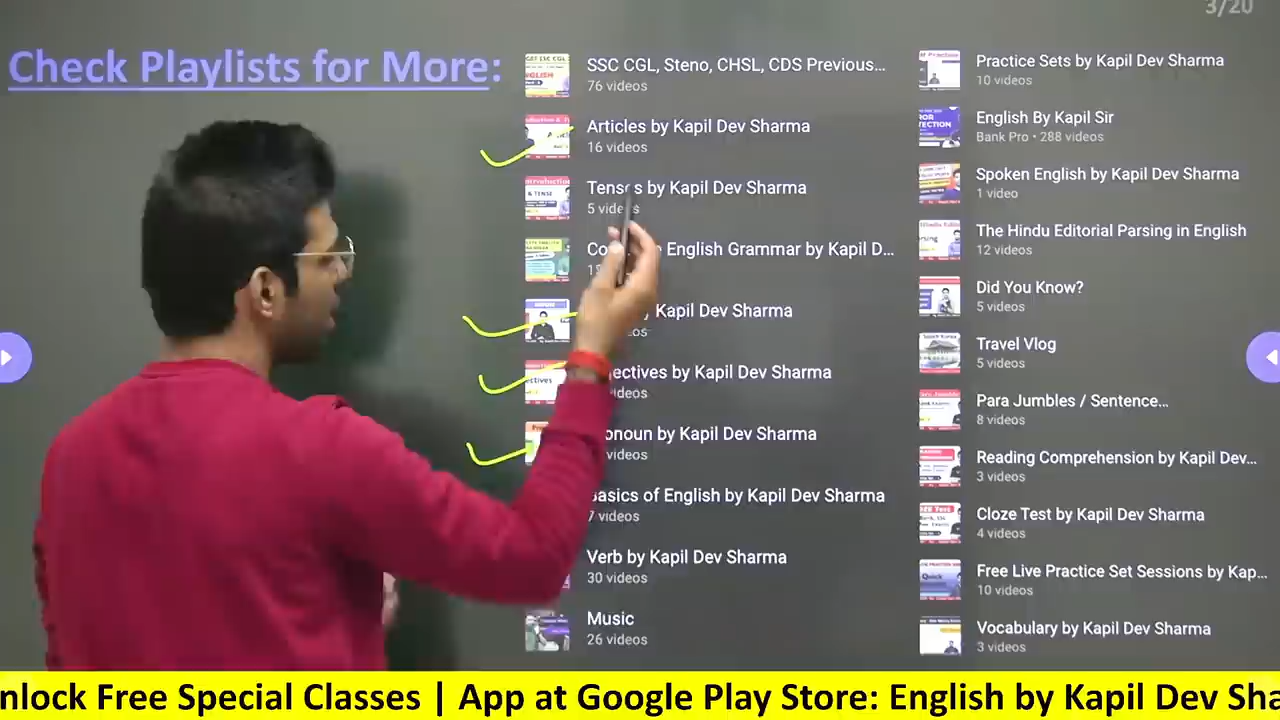 3/20
Check Playlists for More:
SSC CGL, Steno, CHSL, CDS Previous...
76 videos
Articles by Kapil Dev Sharma
16 videos
Tenses by Kapil Dev Sharma
5 videos
English Grammar by Kapil D...
Kapil Dev Sharma
by Kapil Dev Sharma
videos
by Kapil Dev Sharma
videos
Basics of English by Kapil Dev Sharma
7 videos
Verb by Kapil Dev Sharma
30 videos
Music
26 videos
Practice Sets by Kapil Dev Sharma
10 videos
English By Kapil Sir
Bank Pro • 288 videos
Spoken English by Kapil Dev Sharma
1 video
The Hindu Editorial Parsing in English
12 videos
Did You Know?
5 videos
Travel Vlog
5 videos
Para Jumbles / Sentence...
8 videos
Reading Comprehension by Kapil Dev...
3 videos
Cloze Test by Kapil Dev Sharma
4 videos
Free Live Practice Set Sessions by Kap...
10 videos
Vocabulary by Kapil Dev Sharma
3 videos
nlock Free Special Classes | App at Google Play Store: English by Kapil Dev Sha